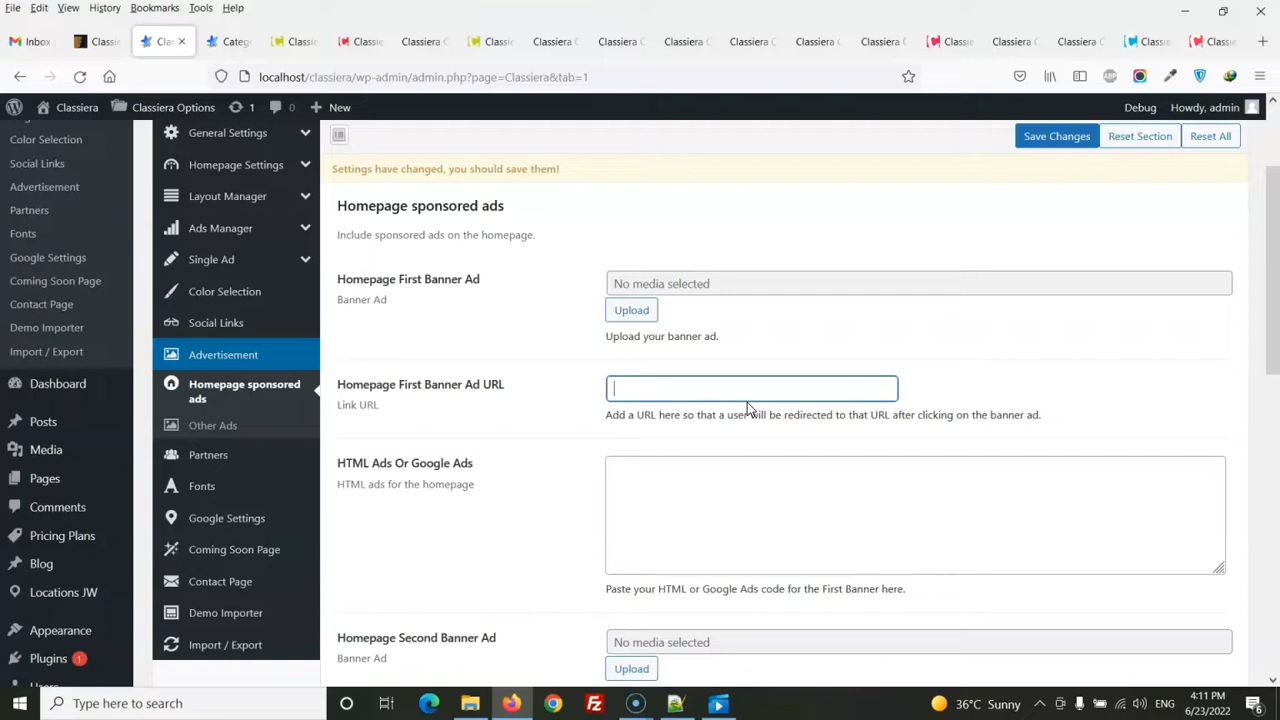 File Edit View History Bookmarks Tools Help
Inbox Classie Clas Categ Classie Classie Classiera C Classie Classiera C Classiera C Classiera C Classiera C Classiera C Classiera C Classie Classiera C Classiera C Classie Classie
localhost/classiera/wp-admin/admin.php?page=Classiera&tab=1
Classiera Classiera Options 1 0 New Debug Howdy, admin
Color Selection
Social Links
Advertisement
Partners
Fonts
Google Settings
Coming Soon Page
Contact Page
Demo Importer
Import / Export
Dashboard
Posts
Media
Pages
Comments
Pricing Plans
Blog
Locations JW
Appearance
Plugins 1
General Settings
Homepage Settings
Layout Manager
Ads Manager
Single Ad
Color Selection
Social Links
Advertisement
Homepage sponsored
ads
Other Ads
Partners
Fonts
Google Settings
Coming Soon Page
Contact Page
Demo Importer
Import / Export
Save Changes Reset Section Reset All
Settings have changed, you should save them!
Homepage sponsored ads
Include sponsored ads on the homepage.
Homepage First Banner Ad
Banner Ad
No media selected
Upload
Upload your banner ad.
Homepage First Banner Ad URL
Link URL
Add a URL here so that a user will be redirected to that URL after clicking on the banner ad.
HTML Ads Or Google Ads
HTML ads for the homepage
Paste your HTML or Google Ads code for the First Banner here.
Homepage Second Banner Ad
Banner Ad
No media selected
Upload
Type here to search
36°C Sunny
4:11 PM
6/23/2022
6